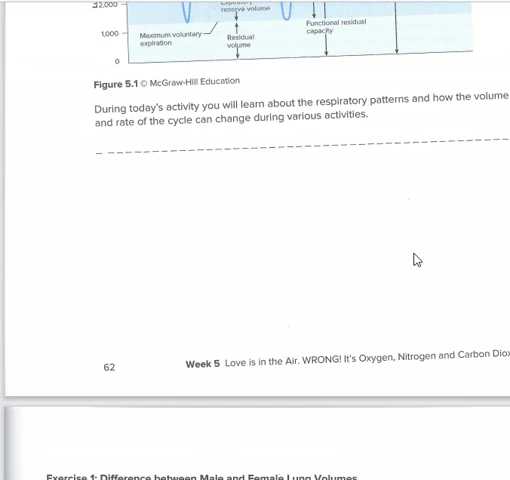 2,000
reserve volume
1,000
Maximum voluntary
expiration
Residual
volume
Functional residual
capacity
0
Figure 5.1 © McGraw-Hill Education
During today's activity you will learn about the respiratory patterns and how the volume
and rate of the cycle can change during various activities.
62
Week 5 Love is in the Air. WRONG! It's Oxygen, Nitrogen and Carbon Diox
Exercise 1: Difference between Male and Female Lung Volumes